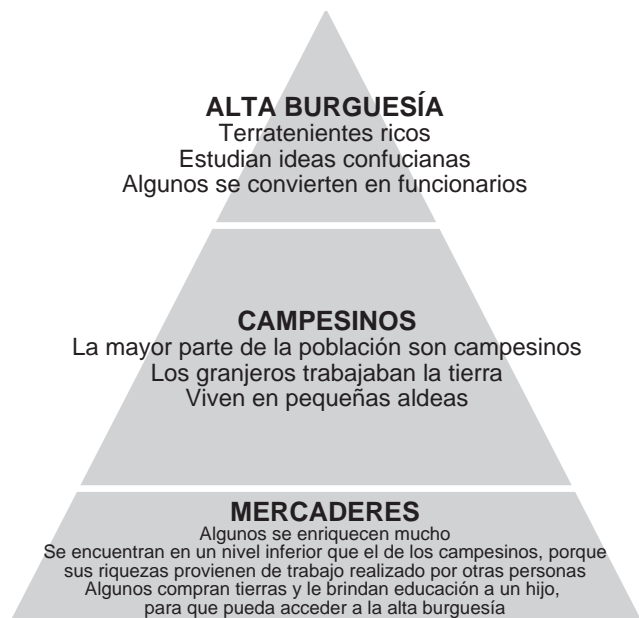 ALTA BURGUESÍA
Terratenientes ricos
Estudian ideas confucianas
Algunos se convierten en funcionarios
CAMPESINOS
La mayor parte de la población son campesinos
Los granjeros trabajaban la tierra
Viven en pequeñas aldeas
MERCADERES
Algunos se enriquecen mucho
Se encuentran en un nivel inferior que el de los campesinos, porque
sus riquezas provienen de trabajo realizado por otras personas
Algunos compran tierras y le brindan educación a un hijo,
para que pueda acceder a la alta burguesía